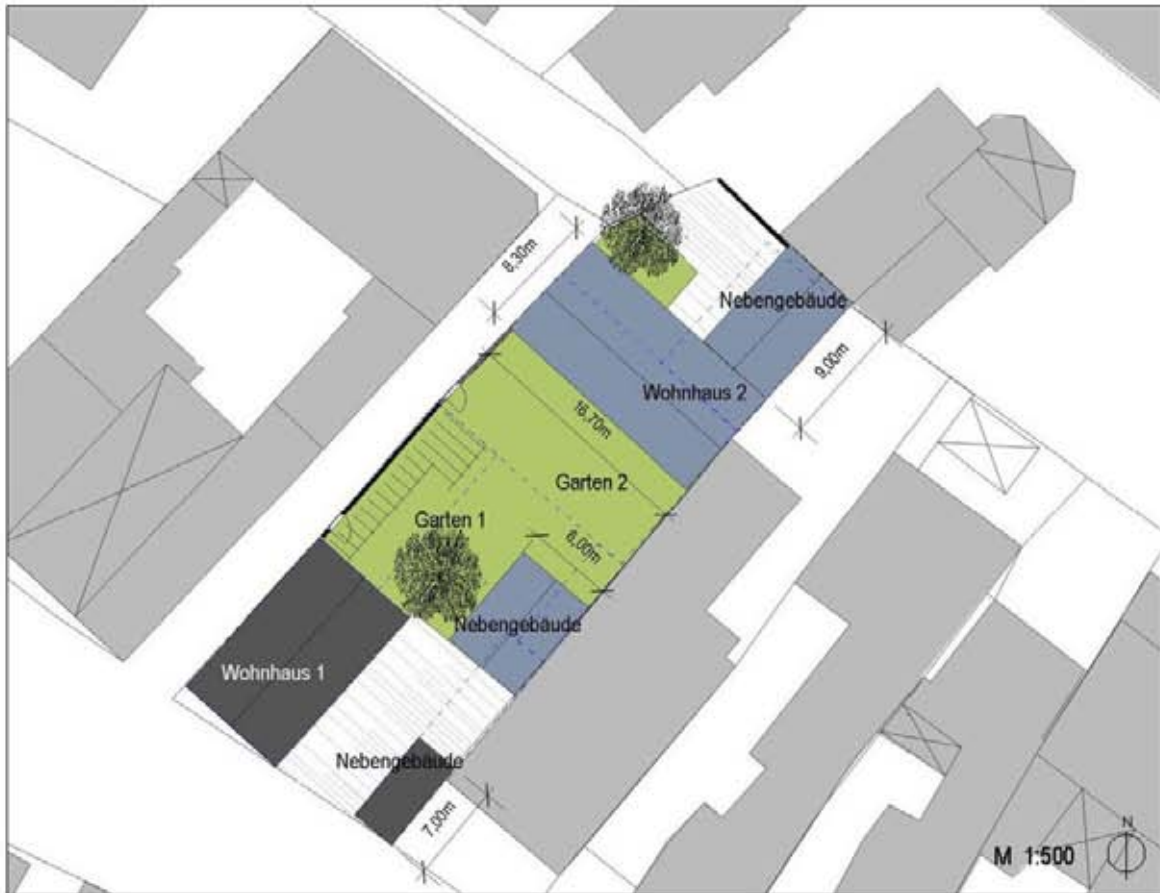 8,30m
Nebengebäude
9,00m
Wohnhaus 2
16,70m
Garten 2
Garten 1
6,00m
Nebengebäude
Wohnhaus 1
Nebengebäude
7,00m
N
M 1:500